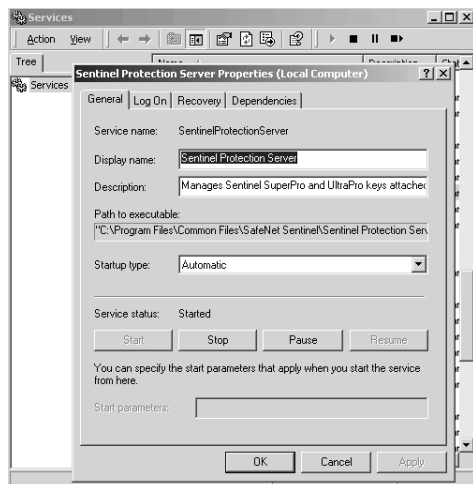 Services
Action View
Tree
Services
Sentinel Protection Server Properties (Local Computer)
General Log On Recovery Dependencies
Service name: SentinelProtectionServer
Display name: Sentinel Protection Server
Description: Manages Sentinel SuperPro and UltraPro keys attached
Path to executable:
"C:\Program Files\Common Files\SafeNet Sentinel\Sentinel Protection Ser
Startup type: Automatic
Service status: Started
Start Stop Pause Resume
You can specify the start parameters that apply when you start the service
from here.
Start parameters:
OK Cancel Apply